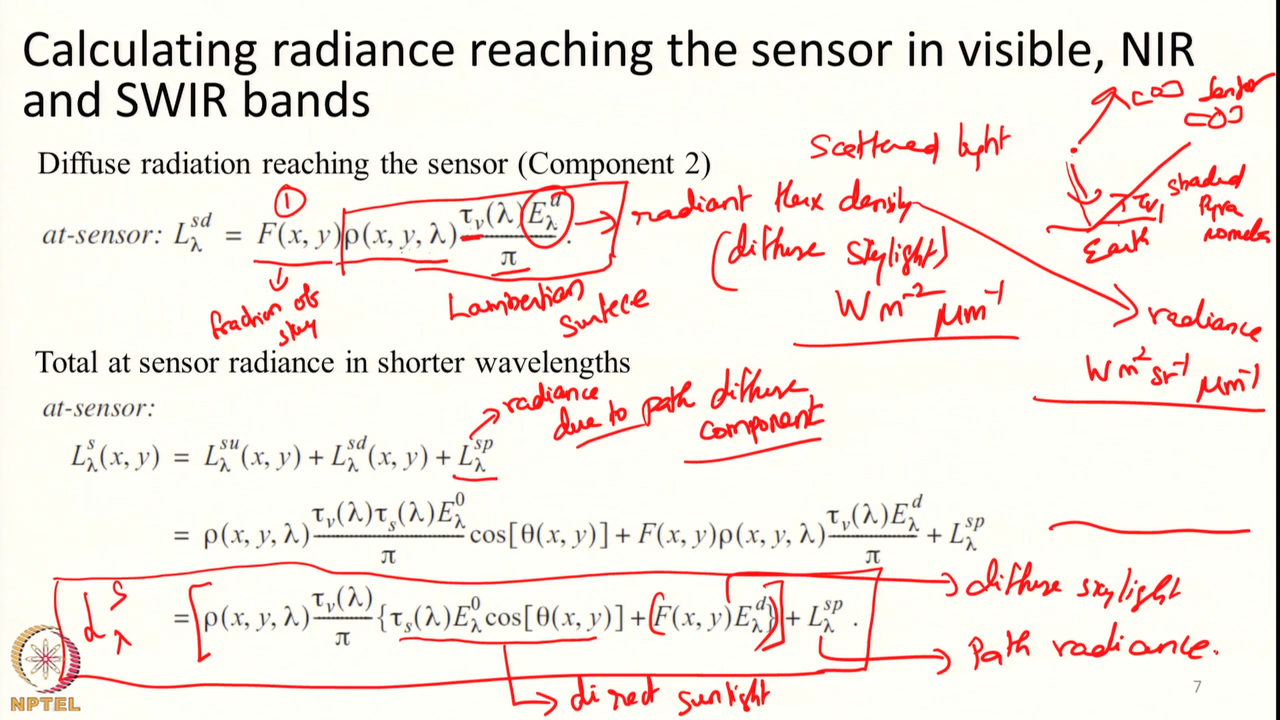 Calculating radiance reaching the sensor in visible, NIR
and SWIR bands
Sensor
Scattered light
Diffuse radiation reaching the sensor (Component 2)
①
at-sensor: L_λ^{sd} = F(x, y)ρ(x, y, λ) τ_v(λ)E_λ^d / π .
radiant flux density
(diffuse skylight)
W m^{-2} μm^{-1}
shaded
Pyra
nometer
Earth
fraction of
sky
Lambertian
Surface
radiance
W m^{2} sr^{-1} μm^{-1}
Total at sensor radiance in shorter wavelengths
at-sensor:
radiance
due to path diffuse
component
L_λ^s(x, y) = L_λ^{su}(x, y) + L_λ^{sd}(x, y) + L_λ^{sp}
= ρ(x, y, λ) τ_v(λ)τ_s(λ)E_λ^0 / π cos[θ(x, y)] + F(x, y)ρ(x, y, λ) τ_v(λ)E_λ^d / π + L_λ^{sp}
diffuse skylight
L_λ^s = [ρ(x, y, λ) τ_v(λ) / π {τ_s(λ)E_λ^0 cos[θ(x, y)] + (F(x, y)E_λ^d)}] + L_λ^{sp} .
Path radiance.
direct sunlight
NPTEL
7